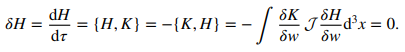 δH = dH/dτ = {H, K} = −{K, H} = − ∫ δK/δw 𝒥 δH/δw d³x = 0.